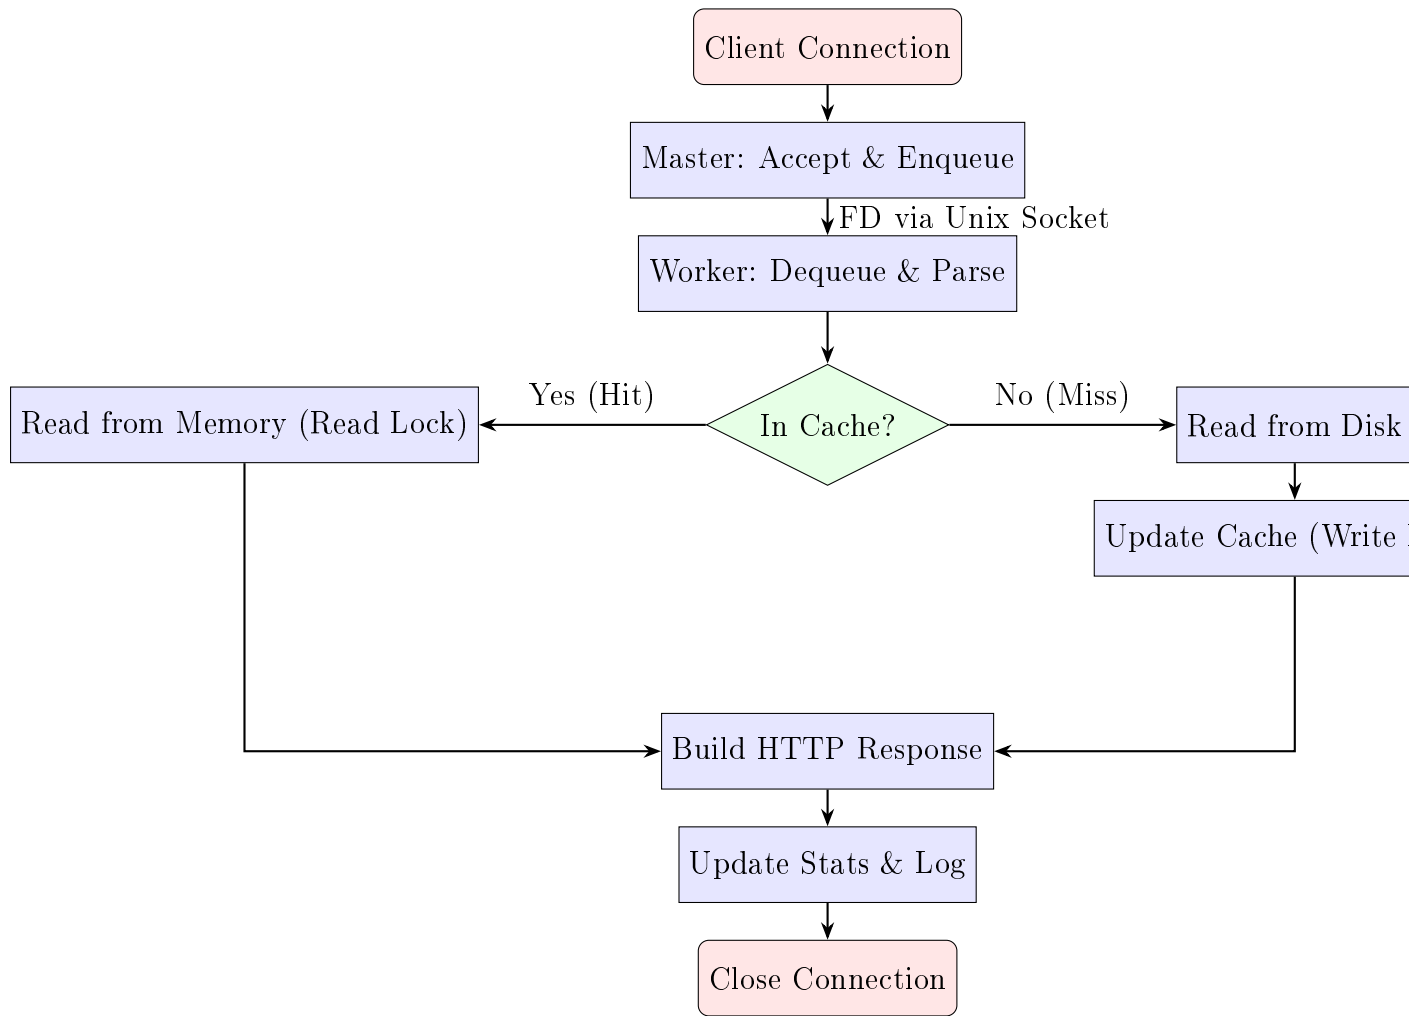 Client Connection
Master: Accept & Enqueue
FD via Unix Socket
Worker: Dequeue & Parse
Yes (Hit)
No (Miss)
Read from Memory (Read Lock)
In Cache?
Read from Disk
Update Cache (Write
Build HTTP Response
Update Stats & Log
Close Connection